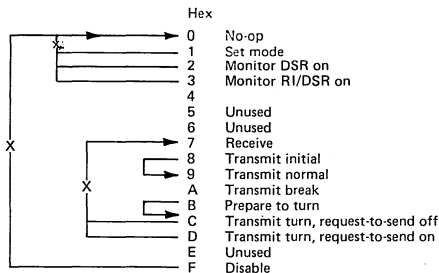 Hex
0 No-op
1 Set mode
2 Monitor DSR on
3 Monitor RI/DSR on
4
5 Unused
6 Unused
7 Receive
8 Transmit initial
9 Transmit normal
A Transmit break
B Prepare to turn
C Transmit turn, request-to-send off
D Transmit turn, request-to-send on
E Unused
F Disable
X
X
X